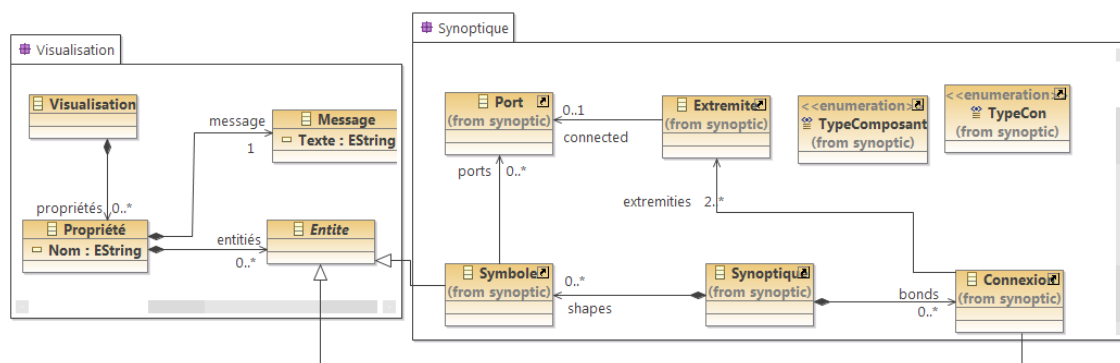 Visualisation
Visualisation
Message
Texte : EString
message
1
propriétés 0..*
Propriété
Nom : EString
entitiés
0..*
Entite
Synoptique
Port
(from synoptic)
0..1
connected
Extremite
(from synoptic)
<<enumeration>>
TypeComposant
(from synoptic)
<<enumeration>>
TypeCon
(from synoptic)
ports 0..*
extremities 2..*
Symbole
(from synoptic)
0..*
shapes
Synoptique
(from synoptic)
bonds
0..*
Connexion
(from synoptic)